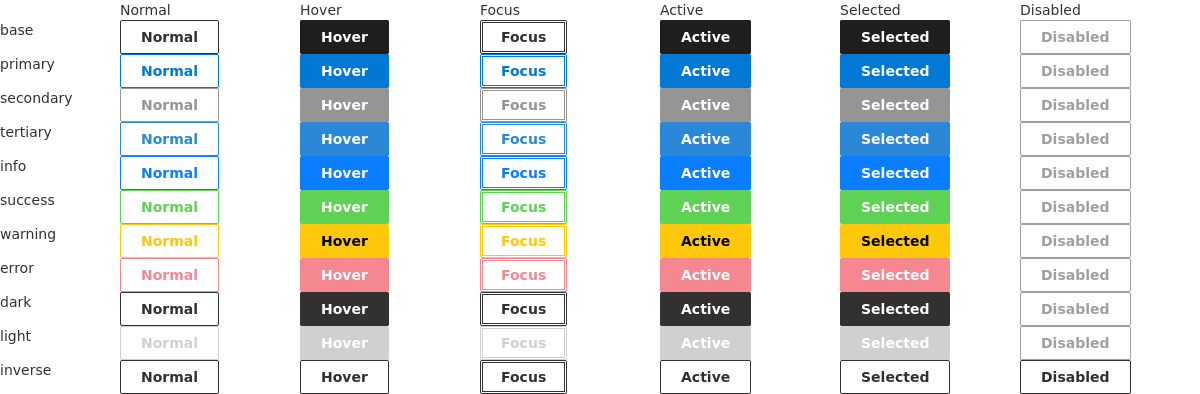 Normal Hover Focus Active Selected Disabled
base Normal Hover Focus Active Selected Disabled
primary Normal Hover Focus Active Selected Disabled
secondary Normal Hover Focus Active Selected Disabled
tertiary Normal Hover Focus Active Selected Disabled
info Normal Hover Focus Active Selected Disabled
success Normal Hover Focus Active Selected Disabled
warning Normal Hover Focus Active Selected Disabled
error Normal Hover Focus Active Selected Disabled
dark Normal Hover Focus Active Selected Disabled
light Normal Hover Focus Active Selected Disabled
inverse Normal Hover Focus Active Selected Disabled